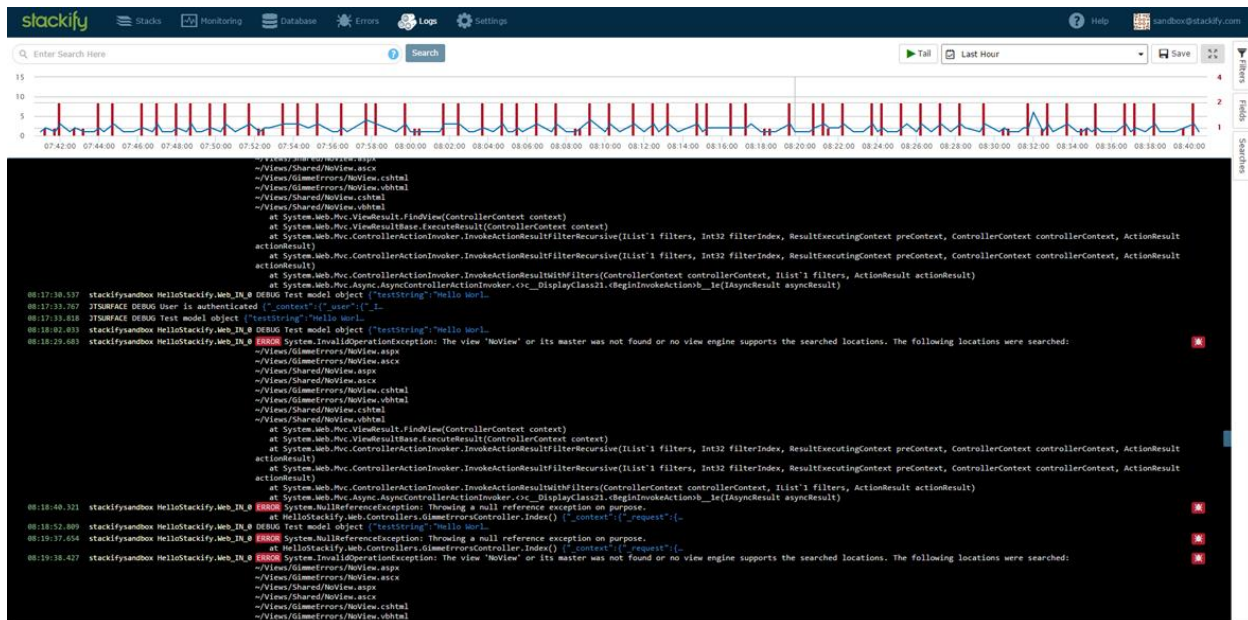 stackify Stacks Monitoring Database Errors Logs Settings Help sandbox@stackify.com
Enter Search Here ? Search Tail Last Hour Save
Filters
Fields
Searches
15
10
5
0
4
2
1
07:42:00 07:44:00 07:46:00 07:48:00 07:50:00 07:52:00 07:54:00 07:56:00 07:58:00 08:00:00 08:02:00 08:04:00 08:06:00 08:08:00 08:10:00 08:12:00 08:14:00 08:16:00 08:18:00 08:20:00 08:22:00 08:24:00 08:26:00 08:28:00 08:30:00 08:32:00 08:34:00 08:36:00 08:38:00 08:40:00
~/Views/Shared/NoView.aspx
~/Views/Shared/NoView.ascx
~/Views/GimmeErrors/NoView.cshtml
~/Views/GimmeErrors/NoView.vbhtml
~/Views/Shared/NoView.cshtml
~/Views/Shared/NoView.vbhtml
at System.Web.Mvc.ViewResult.FindView(ControllerContext context)
at System.Web.Mvc.ViewResultBase.ExecuteResult(ControllerContext context)
at System.Web.Mvc.ControllerActionInvoker.InvokeActionResultFilterRecursive(IList`1 filters, Int32 filterIndex, ResultExecutingContext preContext, ControllerContext controllerContext, ActionResult
actionResult)
at System.Web.Mvc.ControllerActionInvoker.InvokeActionResultFilterRecursive(IList`1 filters, Int32 filterIndex, ResultExecutingContext preContext, ControllerContext controllerContext, ActionResult
actionResult)
at System.Web.Mvc.ControllerActionInvoker.InvokeActionResultWithFilters(ControllerContext controllerContext, IList`1 filters, ActionResult actionResult)
at System.Web.Mvc.Async.AsyncControllerActionInvoker.<>c__DisplayClass21.<BeginInvokeAction>b__1e(IAsyncResult asyncResult)
08:17:30.537 stackifysandbox HelloStackify.Web_IN_0 DEBUG Test model object {"testString":"Hello Worl…
08:17:33.767 JTSURFACE DEBUG User is authenticated {"_context":{"_user":{"_I…
08:17:33.818 JTSURFACE DEBUG Test model object {"testString":"Hello Worl…
08:18:02.033 stackifysandbox HelloStackify.Web_IN_0 DEBUG Test model object {"testString":"Hello Worl…
08:18:29.683 stackifysandbox HelloStackify.Web_IN_0 ERROR System.InvalidOperationException: The view 'NoView' or its master was not found or no view engine supports the searched locations. The following locations were searched:
~/Views/GimmeErrors/NoView.aspx
~/Views/GimmeErrors/NoView.ascx
~/Views/Shared/NoView.aspx
~/Views/Shared/NoView.ascx
~/Views/GimmeErrors/NoView.cshtml
~/Views/GimmeErrors/NoView.vbhtml
~/Views/Shared/NoView.cshtml
~/Views/Shared/NoView.vbhtml
at System.Web.Mvc.ViewResult.FindView(ControllerContext context)
at System.Web.Mvc.ViewResultBase.ExecuteResult(ControllerContext context)
at System.Web.Mvc.ControllerActionInvoker.InvokeActionResultFilterRecursive(IList`1 filters, Int32 filterIndex, ResultExecutingContext preContext, ControllerContext controllerContext, ActionResult
actionResult)
at System.Web.Mvc.ControllerActionInvoker.InvokeActionResultFilterRecursive(IList`1 filters, Int32 filterIndex, ResultExecutingContext preContext, ControllerContext controllerContext, ActionResult
actionResult)
at System.Web.Mvc.ControllerActionInvoker.InvokeActionResultWithFilters(ControllerContext controllerContext, IList`1 filters, ActionResult actionResult)
at System.Web.Mvc.Async.AsyncControllerActionInvoker.<>c__DisplayClass21.<BeginInvokeAction>b__1e(IAsyncResult asyncResult)
08:18:40.321 stackifysandbox HelloStackify.Web_IN_0 ERROR System.NullReferenceException: Throwing a null reference exception on purpose.
at HelloStackify.Web.Controllers.GimmeErrorsController.Index() {"_context":{"_request":{…
08:18:52.809 stackifysandbox HelloStackify.Web_IN_0 DEBUG Test model object {"testString":"Hello Worl…
08:19:37.654 stackifysandbox HelloStackify.Web_IN_0 ERROR System.NullReferenceException: Throwing a null reference exception on purpose.
at HelloStackify.Web.Controllers.GimmeErrorsController.Index() {"_context":{"_request":{…
08:19:38.427 stackifysandbox HelloStackify.Web_IN_0 ERROR System.InvalidOperationException: The view 'NoView' or its master was not found or no view engine supports the searched locations. The following locations were searched:
~/Views/GimmeErrors/NoView.aspx
~/Views/GimmeErrors/NoView.ascx
~/Views/Shared/NoView.aspx
~/Views/Shared/NoView.ascx
~/Views/GimmeErrors/NoView.cshtml
~/Views/GimmeErrors/NoView.vbhtml